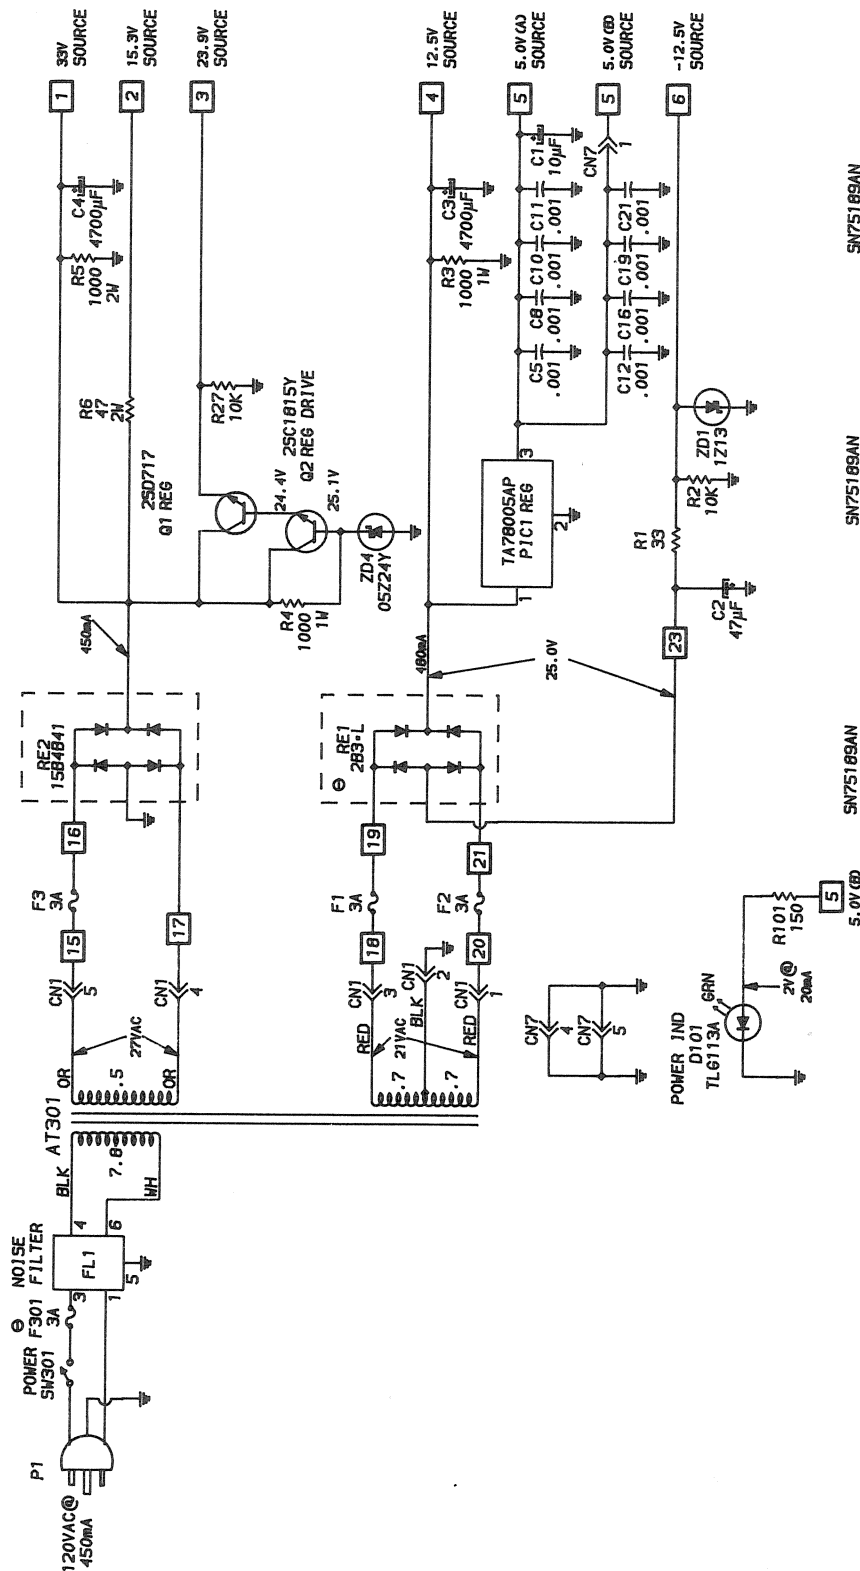 120VAC@
450mA
P1
POWER
SW301
F301
3A
⊖
NOISE
FILTER
FL1
3
1
4
6
5
BLK
WH
7.8
AT301
.5
OR
OR
27VAC
CN1
5
CN1
4
15
F3
3A
16
17
RE2
15B4B41
450mA
.7
.7
RED
BLK
RED
21VAC
CN1
3
CN1
2
CN1
1
18
F1
3A
19
20
F2
3A
21
⊖
RE1
2B3·L
480mA
25.0V
R4
1000
1W
ZD4
05Z24Y
25.1V
24.4V
2SC1815Y
Q2 REG DRIVE
2SD717
Q1 REG
R27
10K
R6
47
2W
R5
1000
2W
C4
4700µF
1
33V
SOURCE
2
15.3V
SOURCE
3
23.9V
SOURCE
R3
1000
1W
C3
4700µF
4
12.5V
SOURCE
TA78005AP
PIC1 REG
1
2
3
C5
.001
C8
.001
C10
.001
C11
.001
C1
10µF
5
5.0V(A)
SOURCE
C12
.001
C16
.001
C19
.001
C21
.001
CN7
1
5
5.0V(B)
SOURCE
23
C2
47µF
R1
33
R2
10K
ZD1
1Z13
6
-12.5V
SOURCE
CN7
4
CN7
5
POWER IND
D101
TLG113A
GRN
2V@
20mA
R101
150
5
5.0V(B)
SN75189AN
SN75189AN
SN75189AN